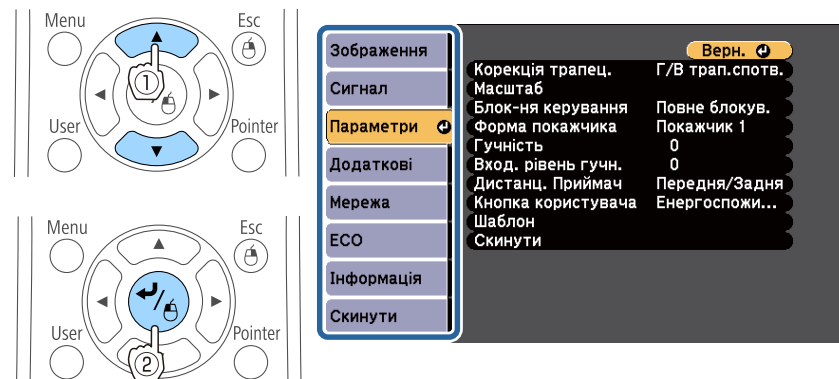 Menu
Esc
1
User
Pointer
Menu
Esc
User
Pointer
2
Зображення
Сигнал
Параметри
Додаткові
Мережа
ECO
Інформація
Скинути
Верн.
Корекція трапец. Г/В трап.спотв.
Масштаб
Блок-ня керування Повне блокув.
Форма покажчика Покажчик 1
Гучність 0
Вход. рівень гучн. 0
Дистанц. Приймач Передня/Задня
Кнопка користувача Енергоспожи...
Шаблон
Скинути